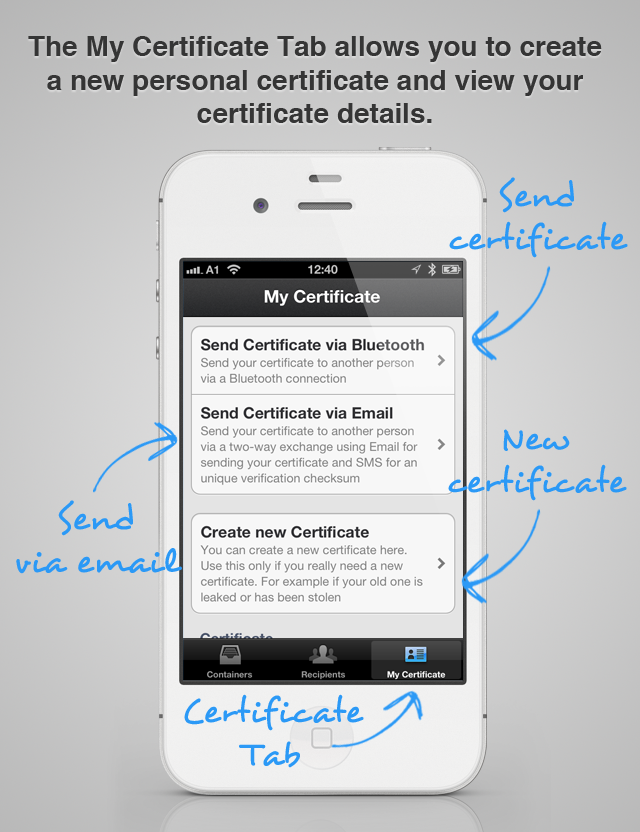 The My Certificate Tab allows you to create
a new personal certificate and view your
certificate details.
Send
certificate
A1
12:40
My Certificate
Send Certificate via Bluetooth
Send your certificate to another person
via a Bluetooth connection
Send Certificate via Email
Send your certificate to another person
via a two-way exchange using Email for
sending your certificate and SMS for an
unique verification checksum
New
certificate
Send
via email
Create new Certificate
You can create a new certificate here.
Use this only if you really need a new
certificate. For example if your old one is
leaked or has been stolen
Certificate
Containers
Recipients
My Certificate
Certificate
Tab